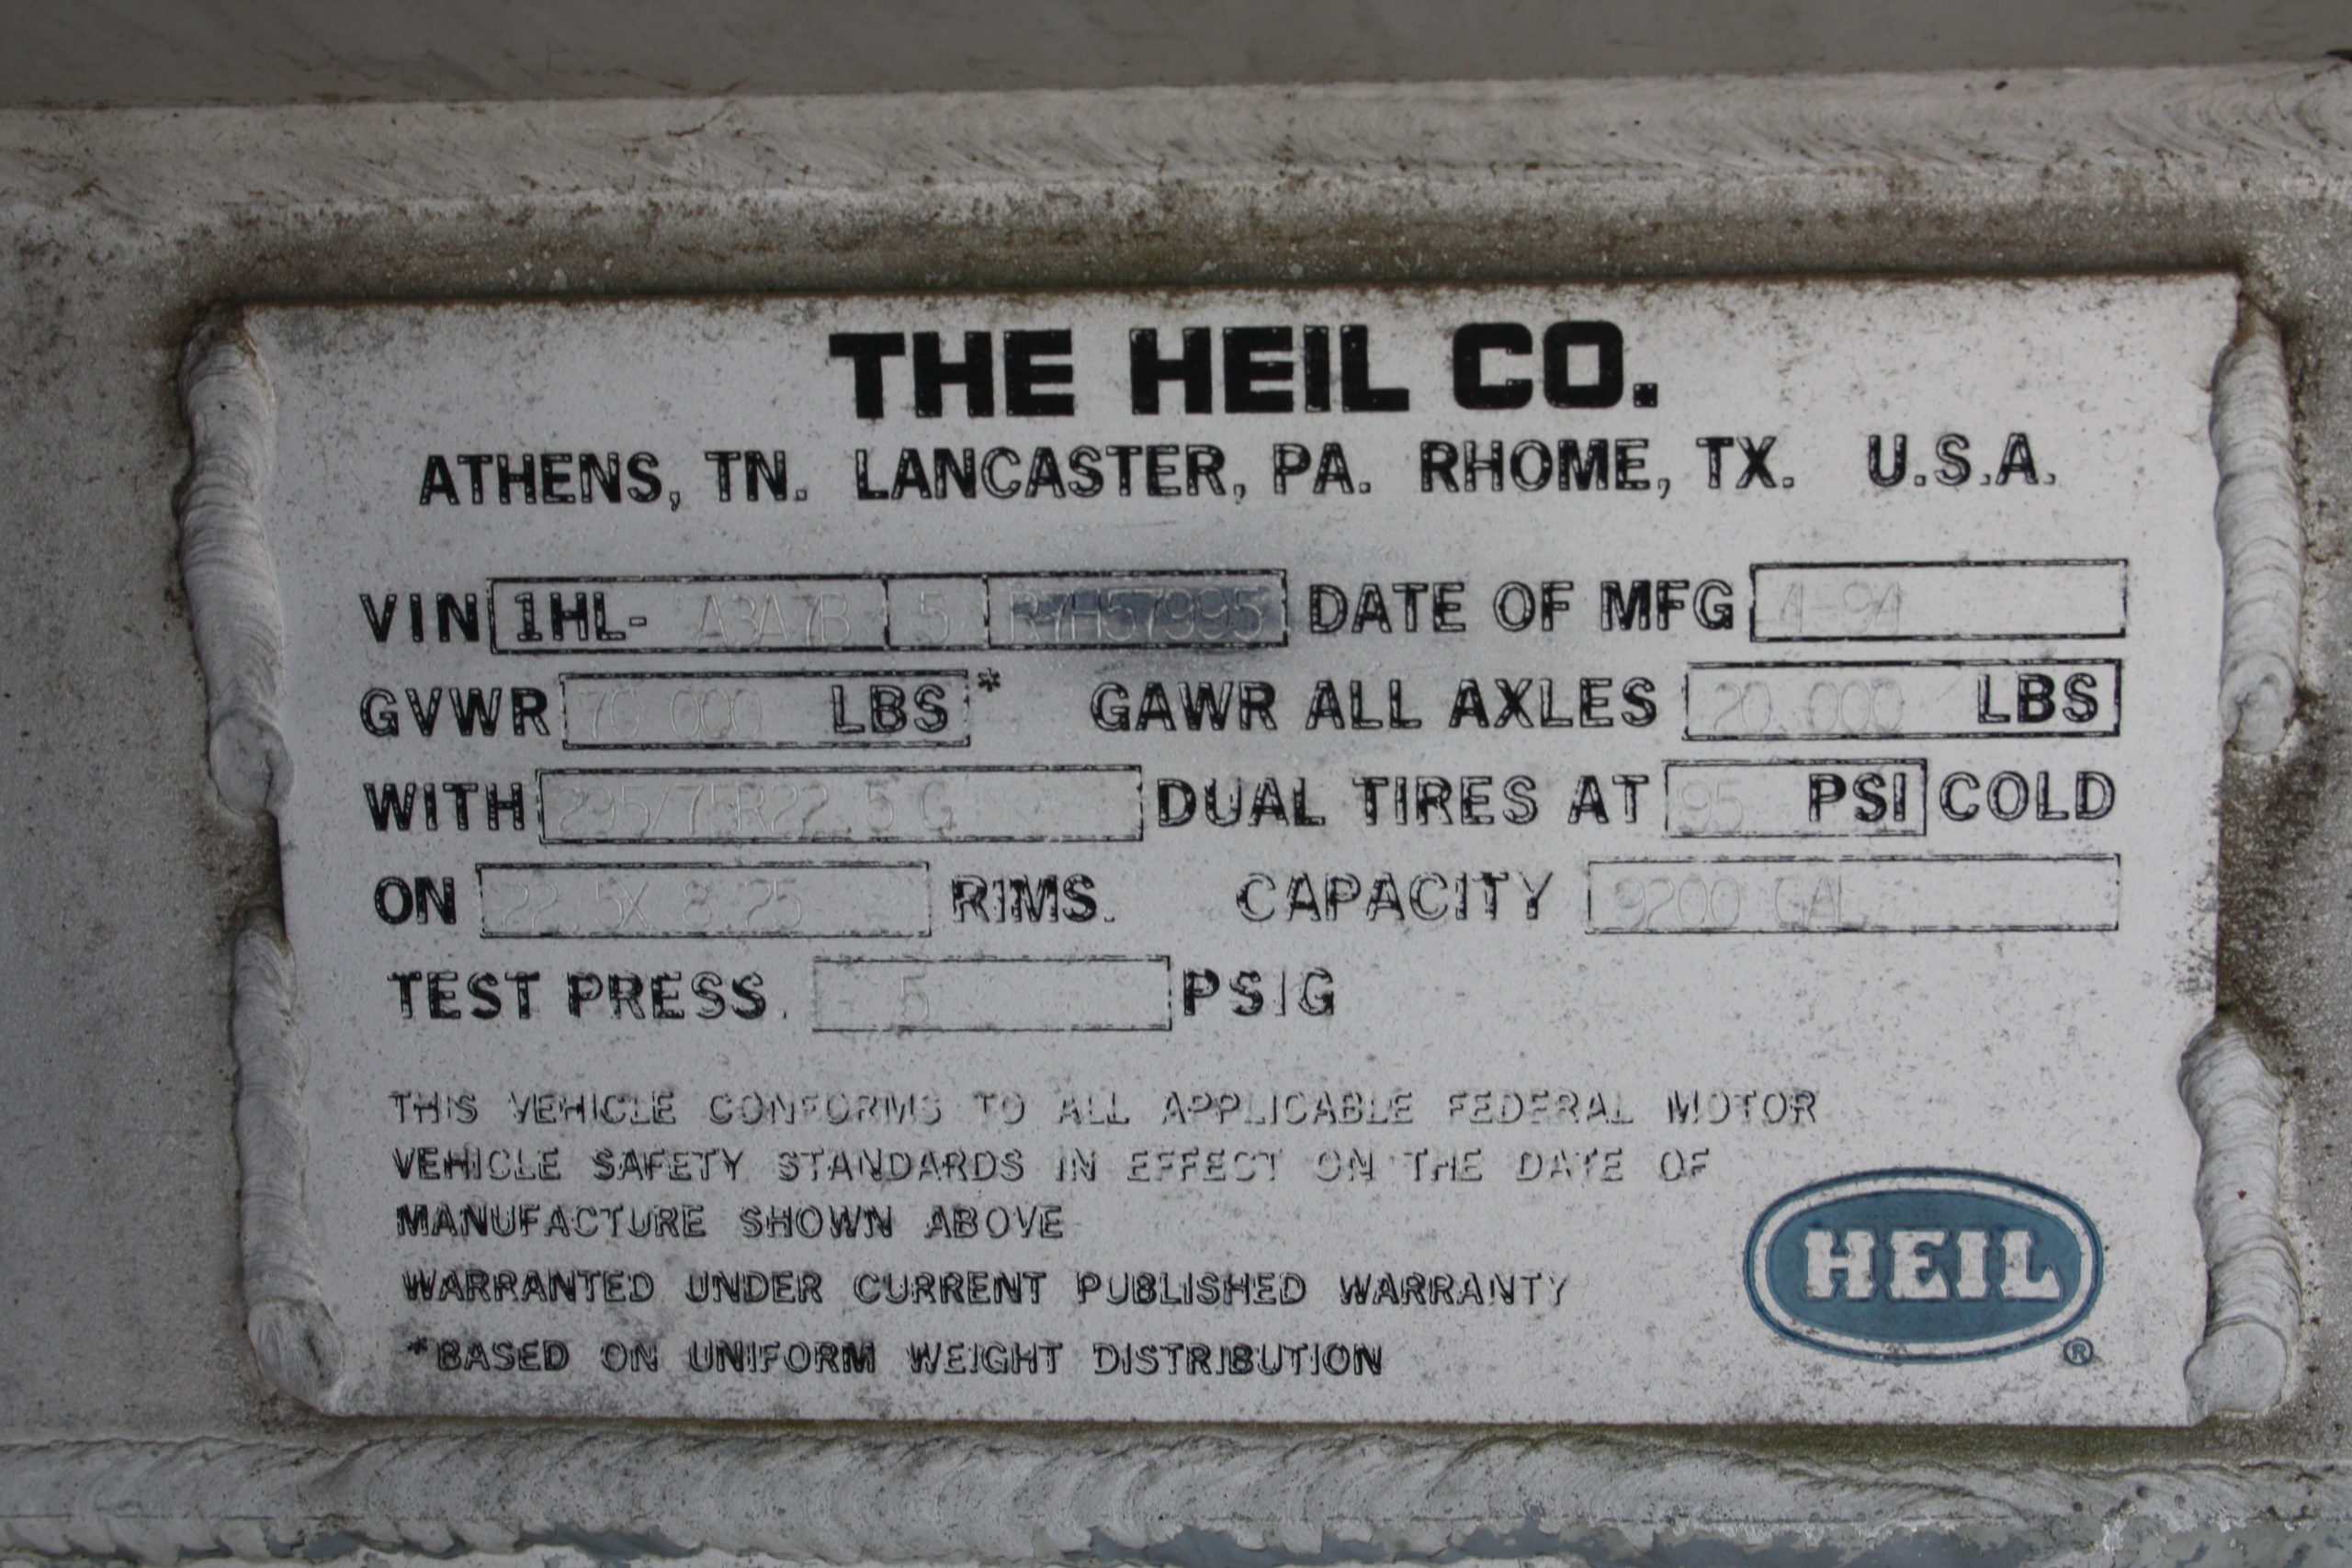 THE HEIL CO.
ATHENS, TN. LANCASTER, PA. RHOME, TX. U.S.A.
VIN 1HL- A3A7B 5 R7H57995 DATE OF MFG 4-94
GVWR 70 000 LBS* GAWR ALL AXLES 20.000 LBS
WITH 295/75R22.5 G DUAL TIRES AT 95 PSI COLD
ON 22.5X 8.25 RIMS. CAPACITY 9200 GAL
TEST PRESS. 5 PSIG
THIS VEHICLE CONFORMS TO ALL APPLICABLE FEDERAL MOTOR
VEHICLE SAFETY STANDARDS IN EFFECT ON THE DATE OF
MANUFACTURE SHOWN ABOVE
WARRANTED UNDER CURRENT PUBLISHED WARRANTY
*BASED ON UNIFORM WEIGHT DISTRIBUTION
HEIL ®